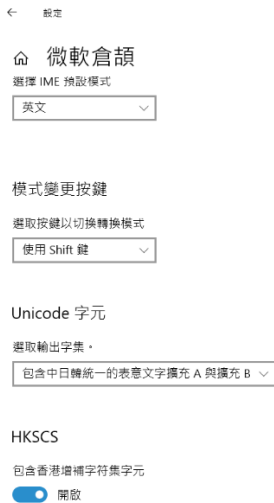 設定
微軟倉頡
選擇 IME 預設模式
英文
模式變更按鍵
選取按鍵以切換轉換模式
使用 Shift 鍵
Unicode 字元
選取輸出字集。
包含中日韓統一的表意文字擴充 A 與擴充 B
HKSCS
包含香港增補字符集字元
開啟